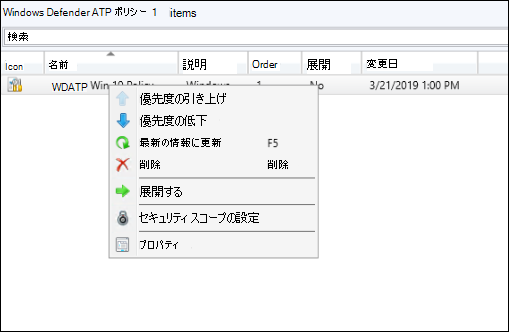 Windows Defender ATP ポリシー 1 items
検索
Icon 名前 説明 Order 展開 変更日
WDATP Win 10 Policy Windows 1 No 3/21/2019 1:00 PM
優先度の引き上げ
優先度の低下
最新の情報に更新 F5
削除 削除
展開する
セキュリティ スコープの設定
プロパティ